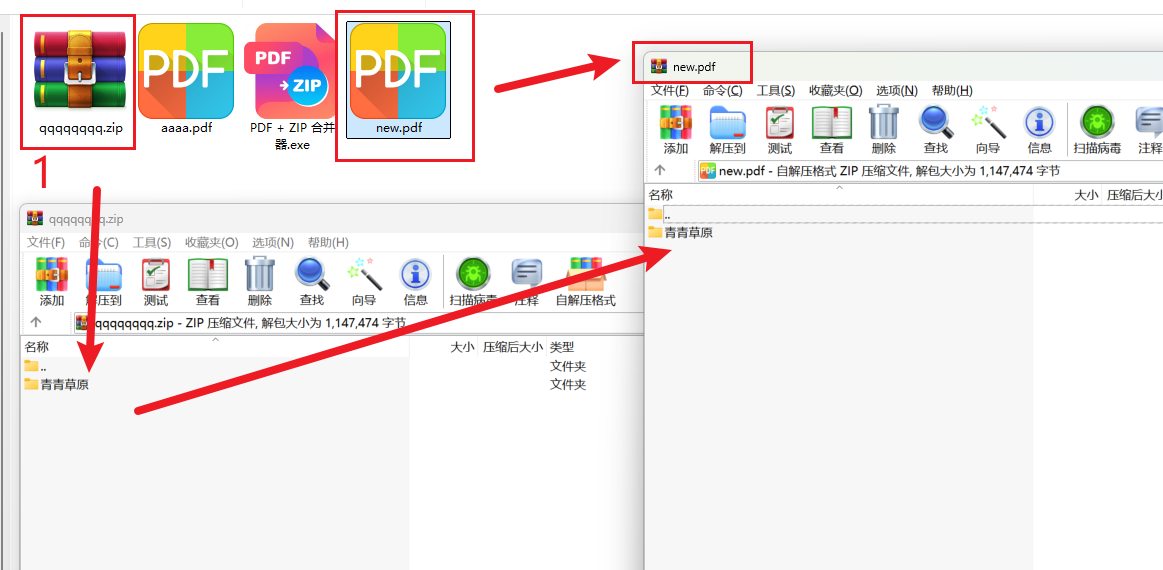 PDF
PDF
ZIP
PDF
qqqqqqqq.zip
aaaa.pdf
PDF + ZIP 合并
器.exe
new.pdf
1
new.pdf
文件(F) 命令(C) 工具(S) 收藏夹(O) 选项(N) 帮助(H)
添加 解压到 测试 查看 删除 查找 向导 信息 扫描病毒 注释
new.pdf - 自解压格式 ZIP 压缩文件, 解包大小为 1,147,474 字节
名称 大小 压缩后大小
..
青青草原
qqqqqqqq.zip
文件(F) 命令(C) 工具(S) 收藏夹(O) 选项(N) 帮助(H)
添加 解压到 测试 查看 删除 查找 向导 信息 扫描病毒 注释 自解压格式
qqqqqqqq.zip - ZIP 压缩文件, 解包大小为 1,147,474 字节
名称 大小 压缩后大小 类型
.. 文件夹
青青草原 文件夹